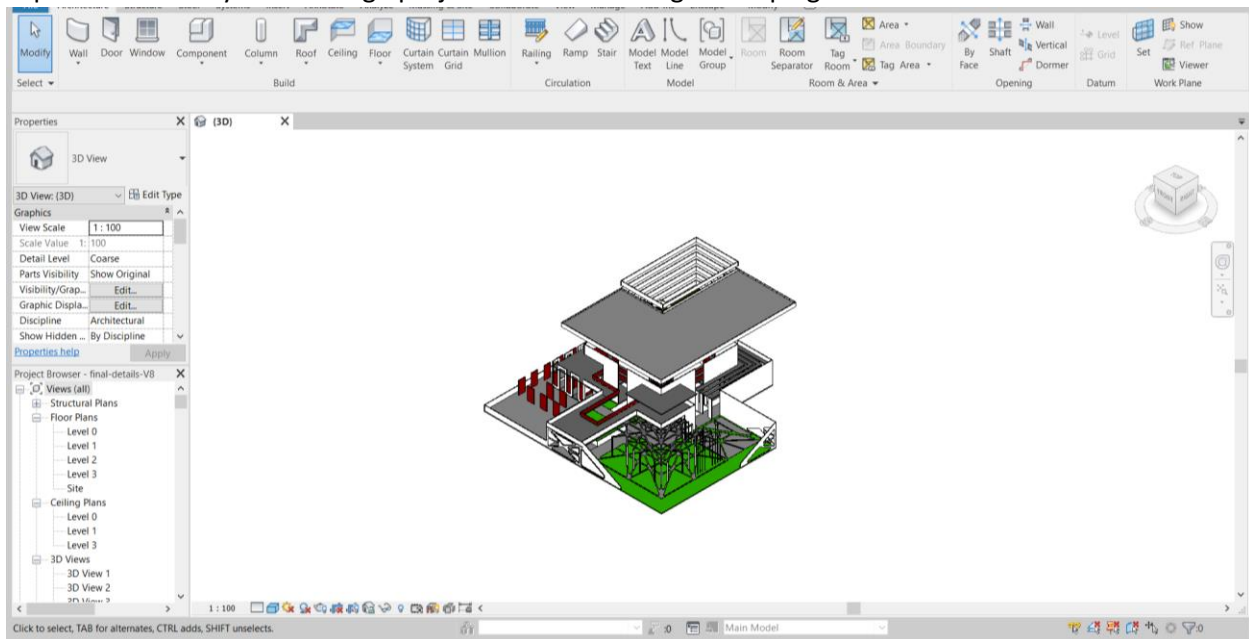 Modify Wall Door Window Component Column Roof Ceiling Floor Curtain System Curtain Grid Mullion Railing Ramp Stair Model Text Model Line Model Group Room Room Separator Tag Room
Area
Area Boundary
Tag Area
By Face Shaft
Wall
Vertical
Dormer
Level
Grid
Set
Show
Ref Plane
Viewer
Select Build Circulation Model Room & Area Opening Datum Work Plane
Properties X
3D View
3D View: {3D} Edit Type
Graphics
View Scale 1 : 100
Scale Value 1: 100
Detail Level Coarse
Parts Visibility Show Original
Visibility/Grap... Edit...
Graphic Displa... Edit...
Discipline Architectural
Show Hidden ... By Discipline
Properties help Apply
Project Browser - final-details-V8 X
Views (all)
Structural Plans
Floor Plans
Level 0
Level 1
Level 2
Level 3
Site
Ceiling Plans
Level 0
Level 1
Level 3
3D Views
3D View 1
3D View 2
{3D} X
TOP
1 : 100
Click to select, TAB for alternates, CTRL adds, SHIFT unselects. :0 Main Model :0